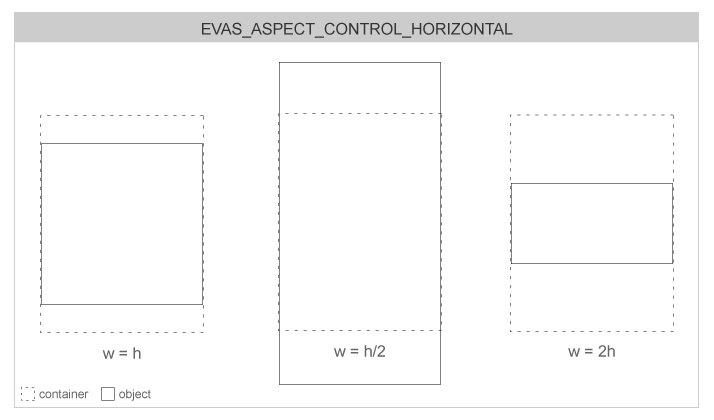 EVAS_ASPECT_CONTROL_HORIZONTAL
w = h
w = h/2
w = 2h
container
object